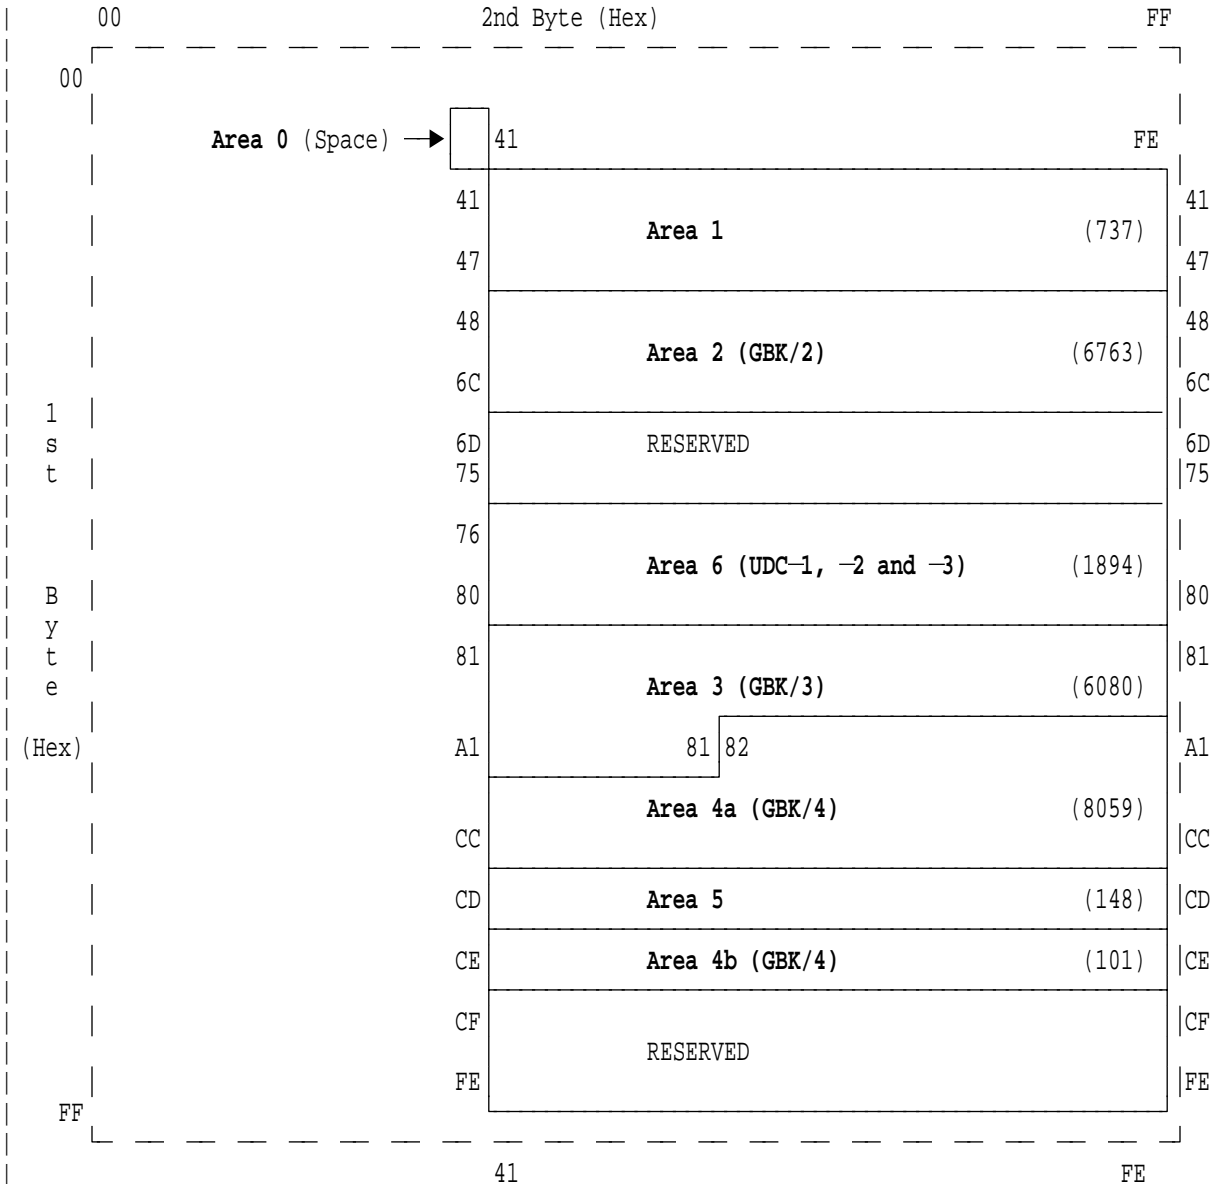 00 2nd Byte (Hex) FF
00
Area 0 (Space) 41 FE
41 41
Area 1 (737)
47 47
48 48
Area 2 (GBK/2) (6763)
6C 6C
1
s 6D RESERVED 6D
t 75 75
76
Area 6 (UDC—1, —2 and —3) (1894)
B 80 80
y
t 81 81
e Area 3 (GBK/3) (6080)
(Hex) A1 81 82 A1
Area 4a (GBK/4) (8059)
CC CC
CD Area 5 (148) CD
CE Area 4b (GBK/4) (101) CE
CF CF
RESERVED
FE FE
FF
41 FE